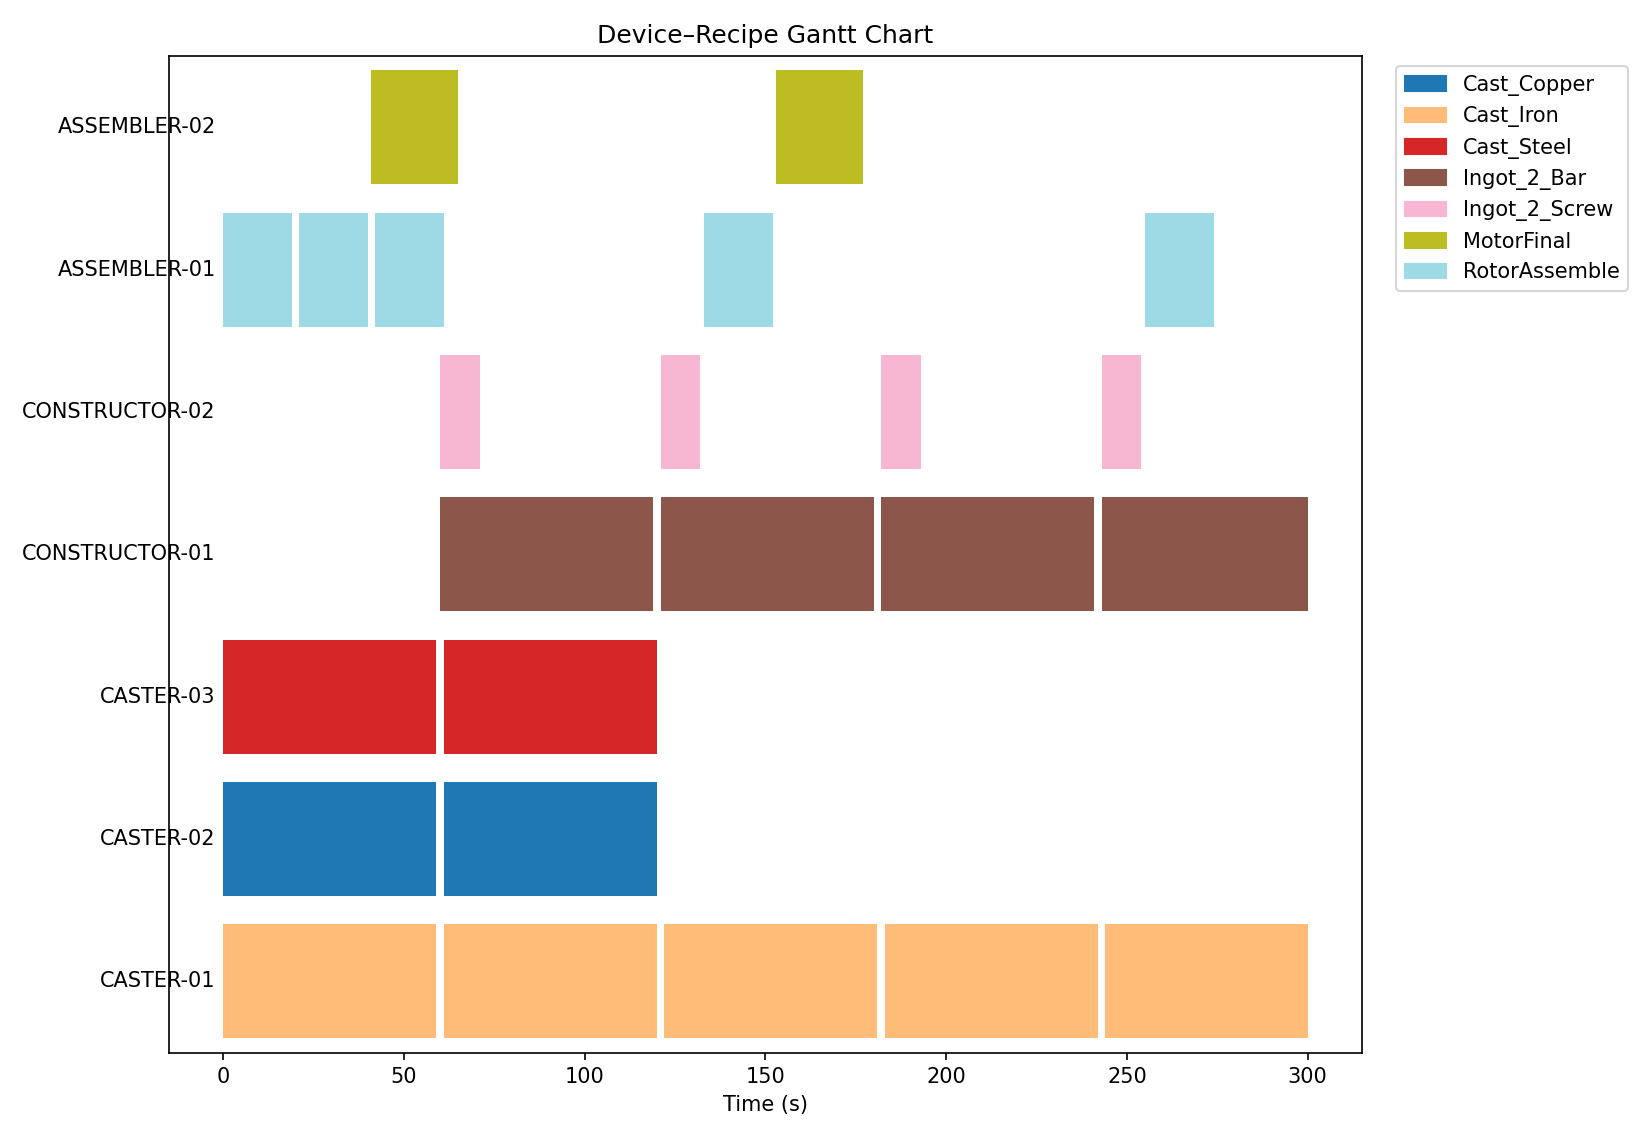 Device–Recipe Gantt Chart
ASSEMBLER-02
ASSEMBLER-01
CONSTRUCTOR-02
CONSTRUCTOR-01
CASTER-03
CASTER-02
CASTER-01
0 50 100 150 200 250 300
Time (s)
Cast_Copper
Cast_Iron
Cast_Steel
Ingot_2_Bar
Ingot_2_Screw
MotorFinal
RotorAssemble